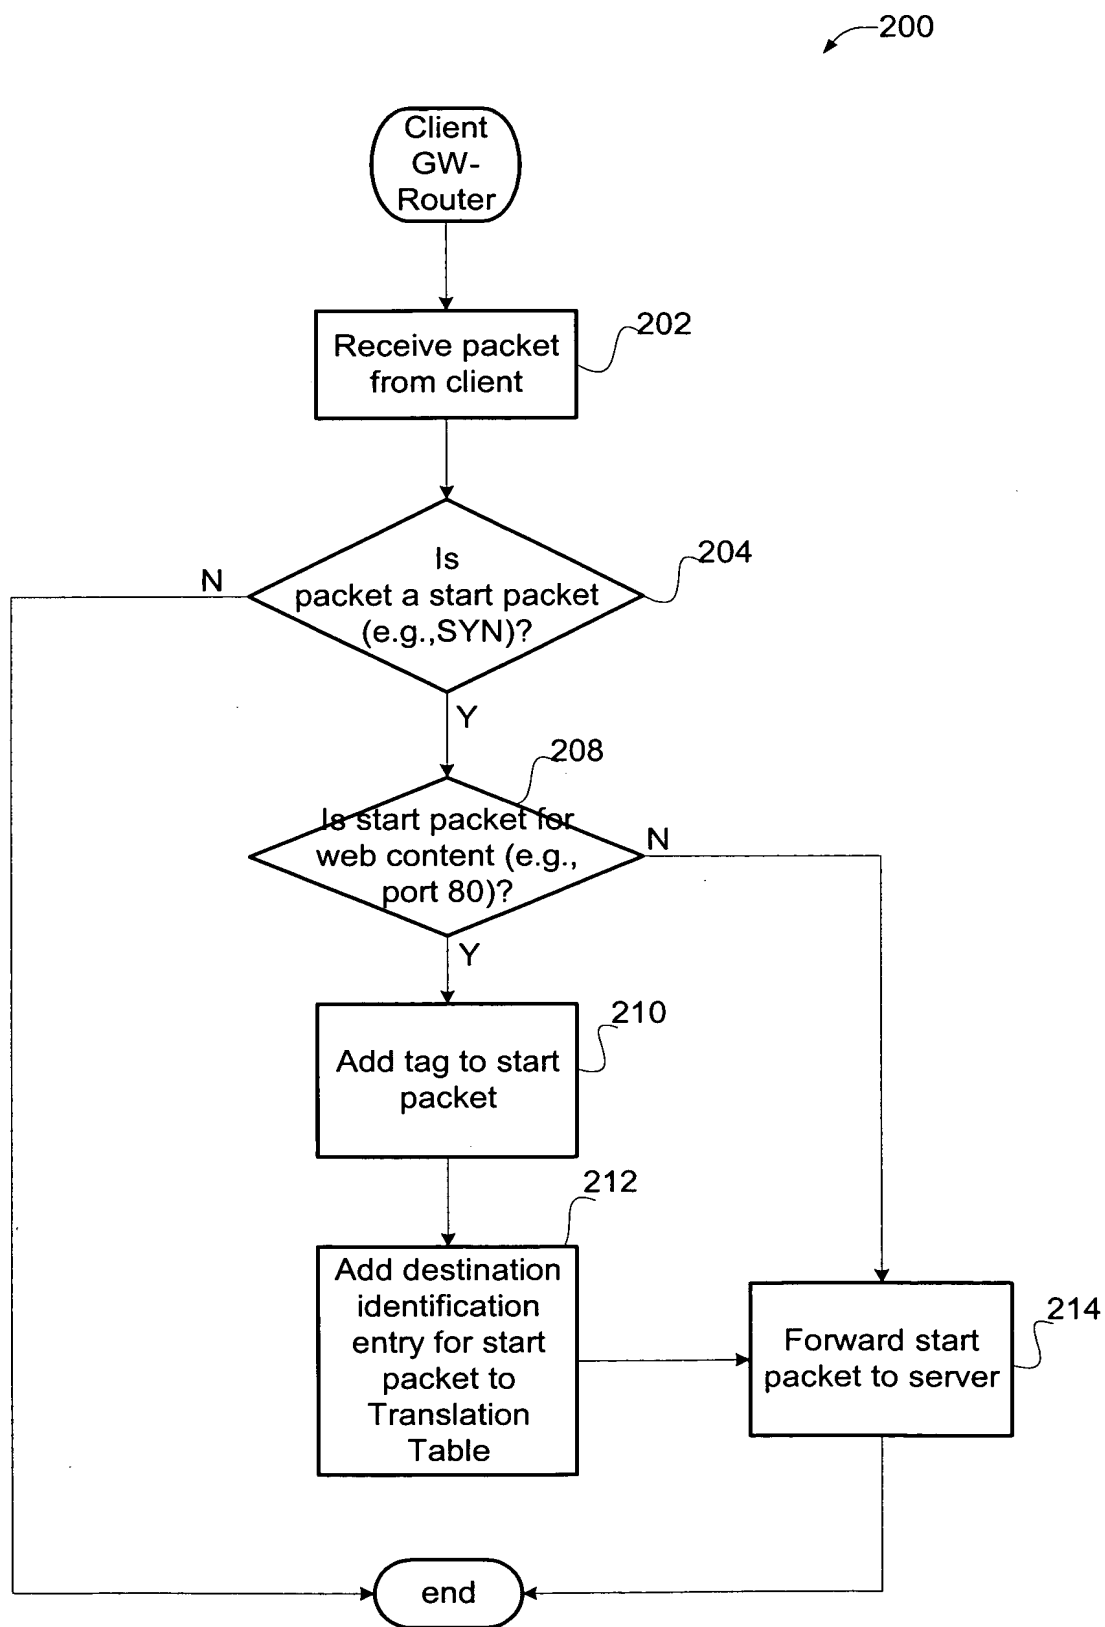 200
Client
GW-
Router
Receive packet
from client
202
Is
packet a start packet
(e.g.,SYN)?
204
N
Y
208
Is start packet for
web content (e.g.,
port 80)?
N
Y
Add tag to start
packet
210
212
Add destination
identification
entry for start
packet to
Translation
Table
Forward start
packet to server
214
end